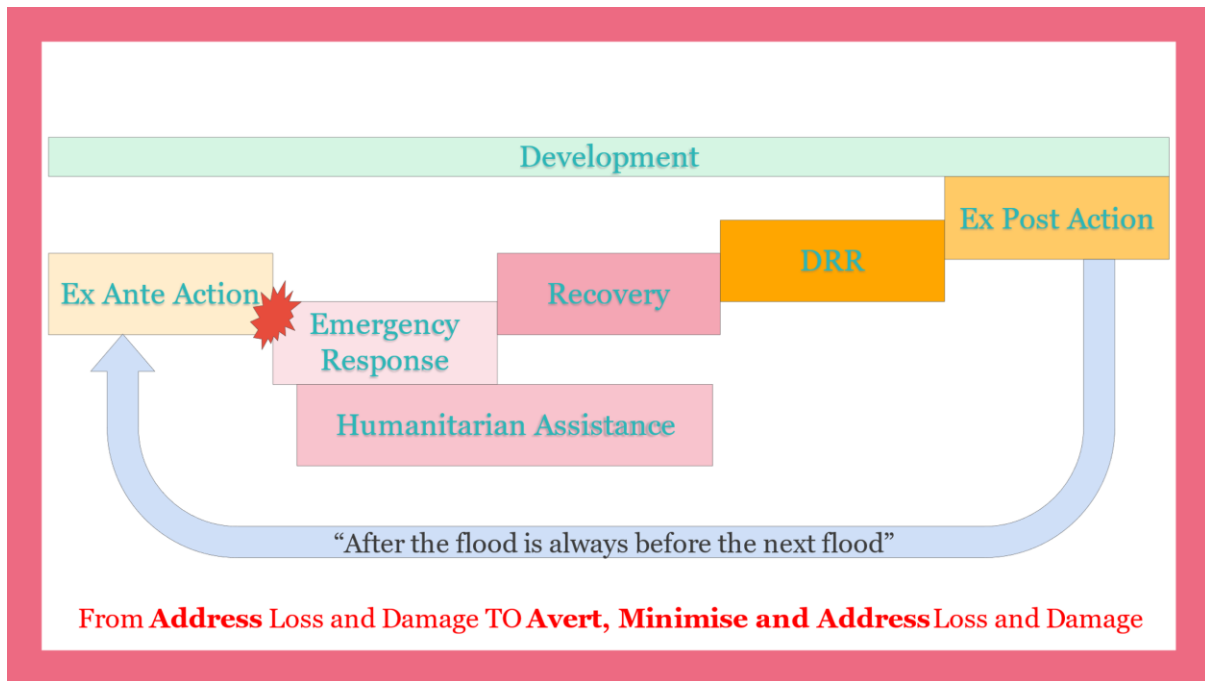 Development
Ex Post Action
DRR
Ex Ante Action
Recovery
Emergency
Response
Humanitarian Assistance
“After the flood is always before the next flood”
From Address Loss and Damage TO Avert, Minimise and Address Loss and Damage